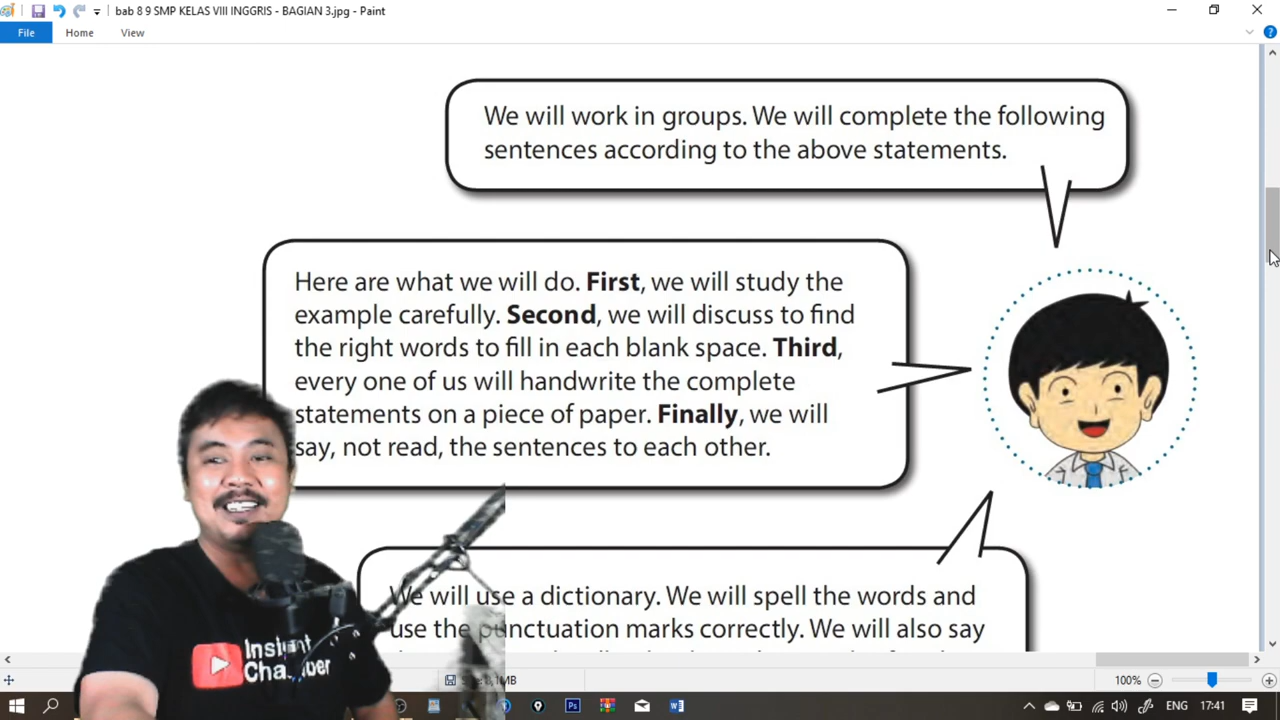 bab 8 9 SMP KELAS VIII INGGRIS - BAGIAN 3.jpg - Paint
File Home View
We will work in groups. We will complete the following
sentences according to the above statements.
Here are what we will do. First, we will study the
example carefully. Second, we will discuss to find
the right words to fill in each blank space. Third,
every one of us will handwrite the complete
statements on a piece of paper. Finally, we will
say, not read, the sentences to each other.
We will use a dictionary. We will spell the words and
use the punctuation marks correctly. We will also say
Insight
Chamber
100%
ENG 17:41